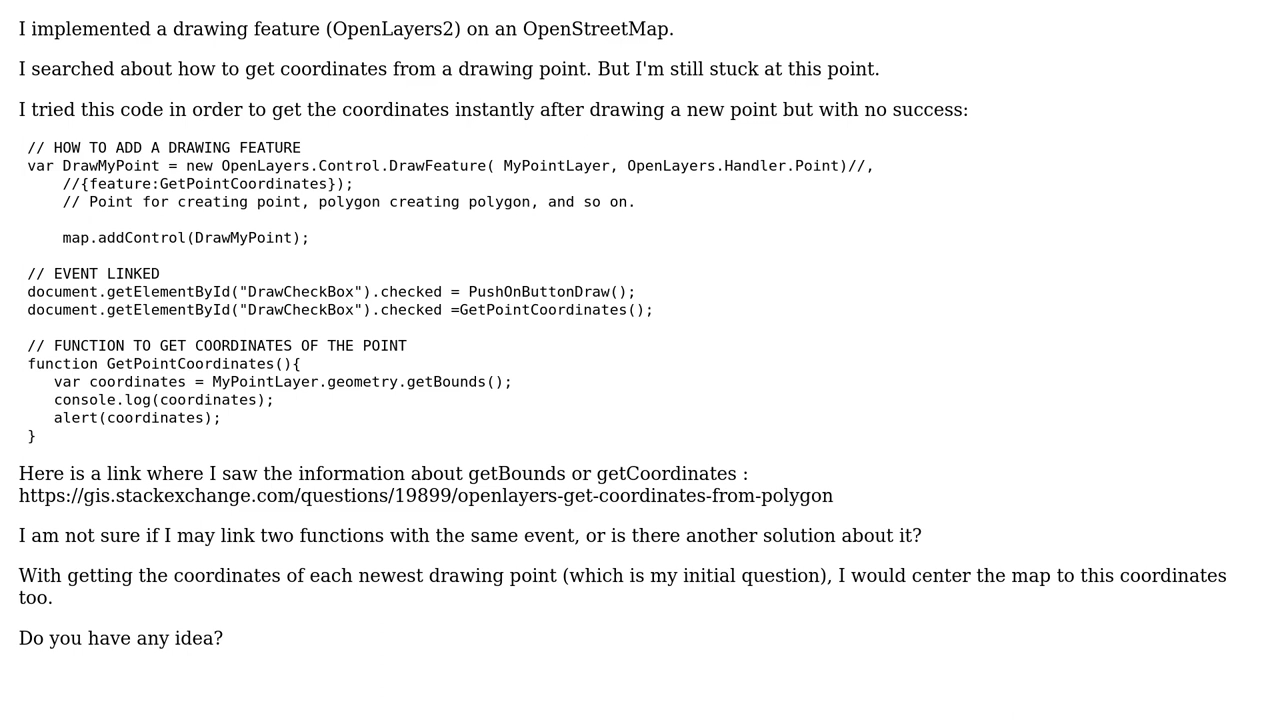 I implemented a drawing feature (OpenLayers2) on an OpenStreetMap.
I searched about how to get coordinates from a drawing point. But I'm still stuck at this point.
I tried this code in order to get the coordinates instantly after drawing a new point but with no success:
// HOW TO ADD A DRAWING FEATURE
var DrawMyPoint = new OpenLayers.Control.DrawFeature( MyPointLayer, OpenLayers.Handler.Point)//,
    //{feature:GetPointCoordinates});
    // Point for creating point, polygon creating polygon, and so on.
    map.addControl(DrawMyPoint);
// EVENT LINKED
document.getElementById("DrawCheckBox").checked = PushOnButtonDraw();
document.getElementById("DrawCheckBox").checked =GetPointCoordinates();
// FUNCTION TO GET COORDINATES OF THE POINT
function GetPointCoordinates(){
   var coordinates = MyPointLayer.geometry.getBounds();
   console.log(coordinates);
   alert(coordinates);
}
Here is a link where I saw the information about getBounds or getCoordinates :
https://gis.stackexchange.com/questions/19899/openlayers-get-coordinates-from-polygon
I am not sure if I may link two functions with the same event, or is there another solution about it?
With getting the coordinates of each newest drawing point (which is my initial question), I would center the map to this coordinates
too.
Do you have any idea?